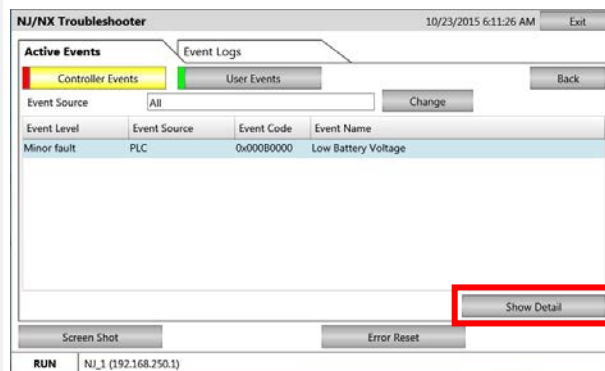 NJ/NX Troubleshooter 10/23/2015 6:11:26 AM Exit
Active Events Event Logs
Controller Events User Events Back
Event Source All Change
Event Level Event Source Event Code Event Name
Minor fault PLC 0x000B0000 Low Battery Voltage
Show Detail
Screen Shot Error Reset
RUN NJ_1 (192.168.250.1)